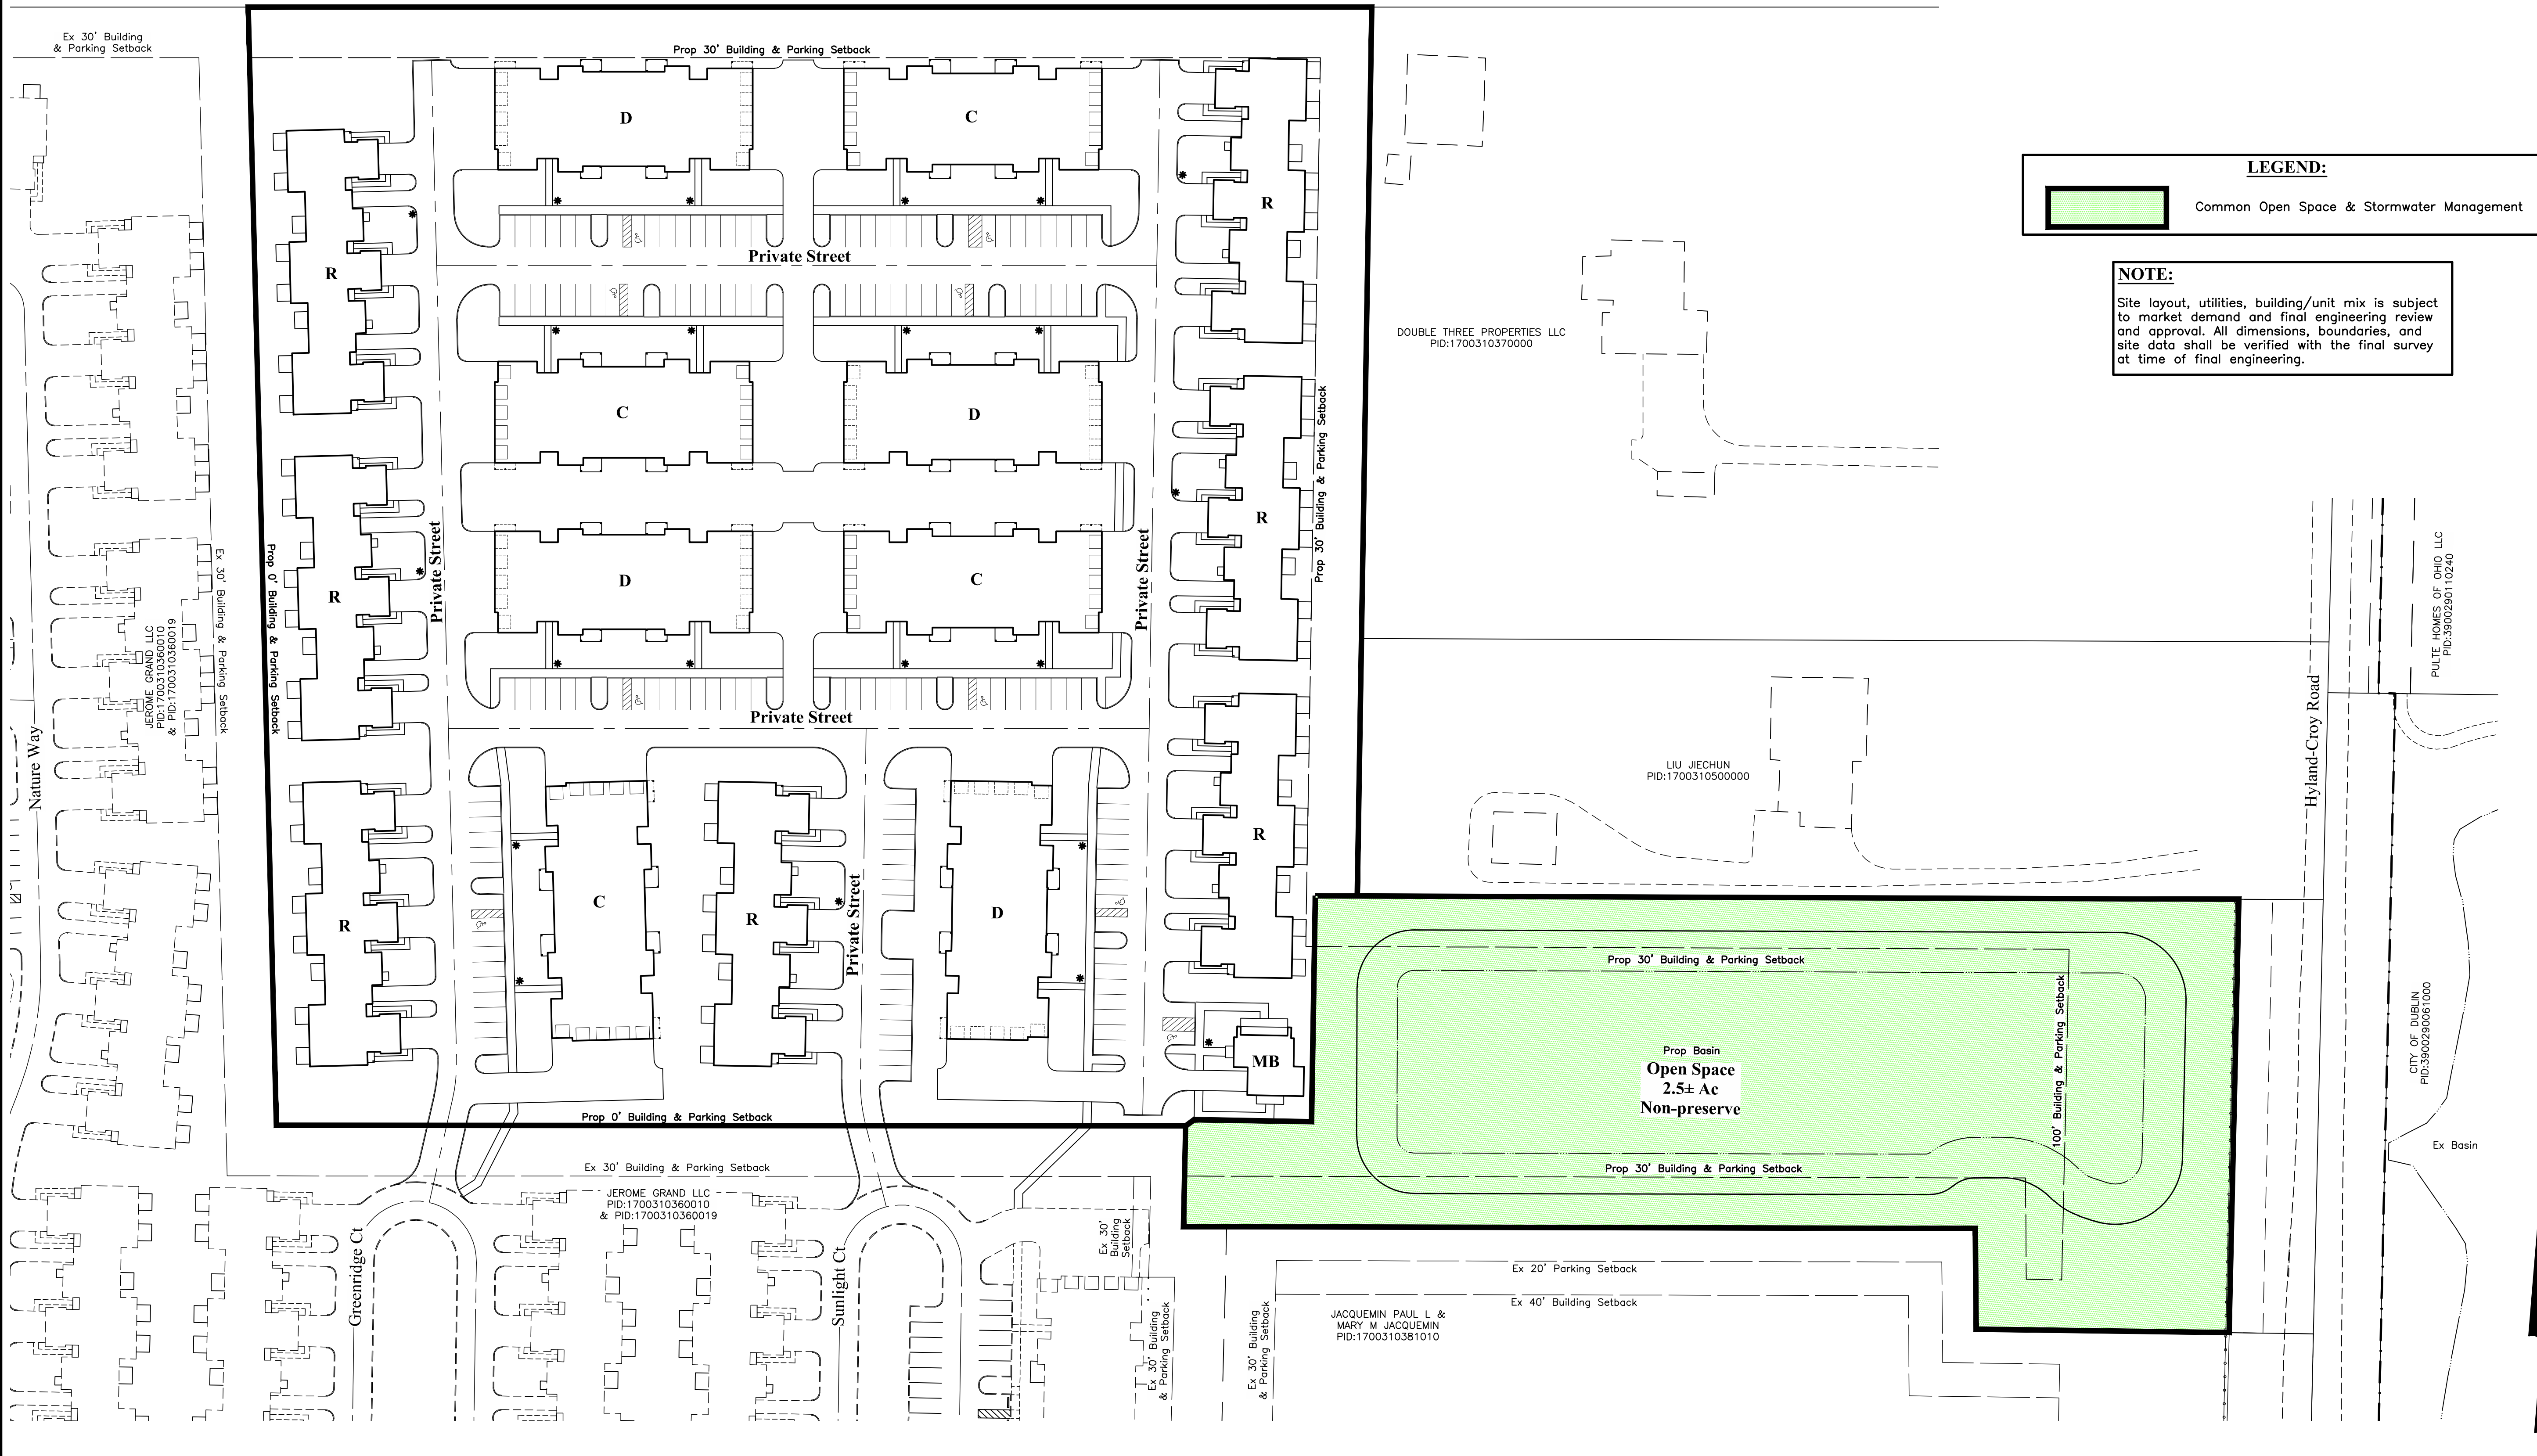 Ex 30' Building
& Parking Setback
Prop 30' Building & Parking Setback
D
C
R
R
Private Street
LEGEND:
Common Open Space & Stormwater Management
NOTE:
Site layout, utilities, building/unit mix is subject
to market demand and final engineering review
and approval. All dimensions, boundaries, and
site data shall be verified with the final survey
at time of final engineering.
DOUBLE THREE PROPERTIES LLC
PID:1700310370000
C
D
R
Prop 30' Building & Parking Setback
R
D
C
Private Street
Private Street
Prop 0' Building & Parking Setback
Ex 30' Building & Parking Setback
JEROME GRAND LLC
PID:1700310360010
& PID:1700310360019
Nature Way
Private Street
PULTE HOMES OF OHIO LLC
PID:3900290110240
Hyland-Croy Road
LIU JIECHUN
PID:1700310500000
R
C
R
D
R
Private Street
MB
Prop 30' Building & Parking Setback
100' Building & Parking Setback
Prop Basin
Open Space
2.5± Ac
Non-preserve
Prop 30' Building & Parking Setback
CITY OF DUBLIN
PID:3900290061000
Ex Basin
Prop 0' Building & Parking Setback
Ex 30' Building & Parking Setback
JEROME GRAND LLC
PID:1700310360010
& PID:1700310360019
Greenridge Ct
Sunlight Ct
Ex 30'
Building
Setback
Ex 30' Building
& Parking Setback
Ex 30' Building
& Parking Setback
Ex 20' Parking Setback
Ex 40' Building Setback
JACQUEMIN PAUL L &
MARY M JACQUEMIN
PID:1700310381010